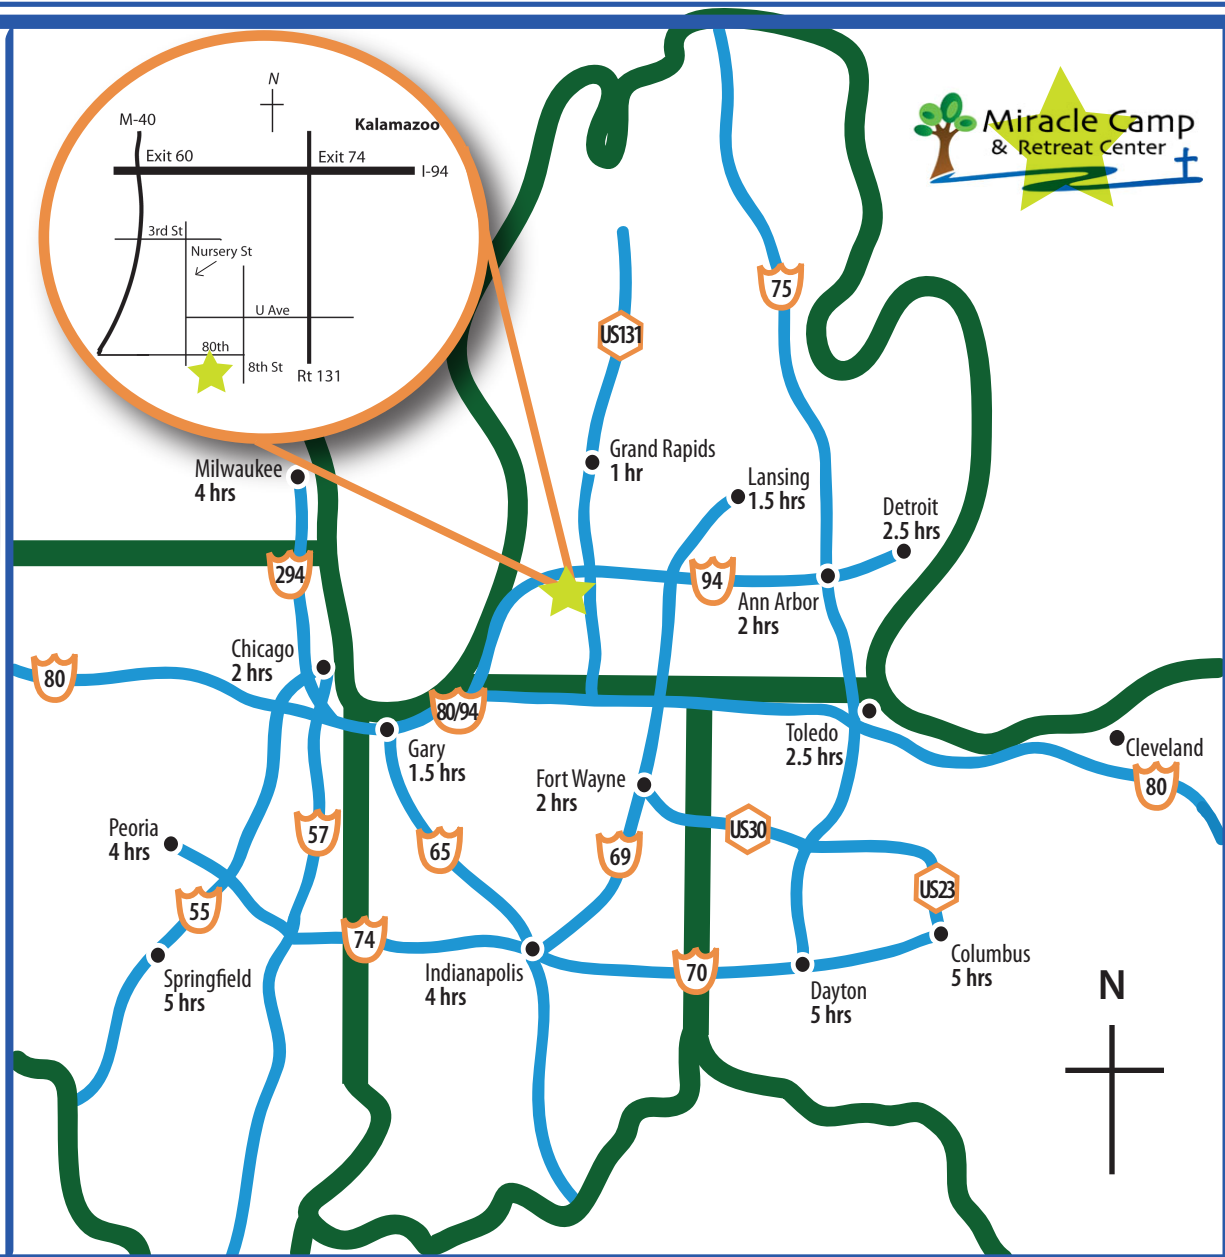 N
M-40
Kalamazoo
Exit 60
Exit 74
I-94
3rd St
Nursery St
U Ave
80th
8th St
Rt 131
Miracle Camp
& Retreat Center
75
US131
Grand Rapids
1 hr
Milwaukee
4 hrs
Lansing
1.5 hrs
Detroit
2.5 hrs
294
94
Ann Arbor
2 hrs
Chicago
2 hrs
80
80/94
Gary
1.5 hrs
Toledo
2.5 hrs
Cleveland
80
Fort Wayne
2 hrs
Peoria
4 hrs
57
65
69
US30
US23
55
74
70
Springfield
5 hrs
Indianapolis
4 hrs
Dayton
5 hrs
Columbus
5 hrs
N